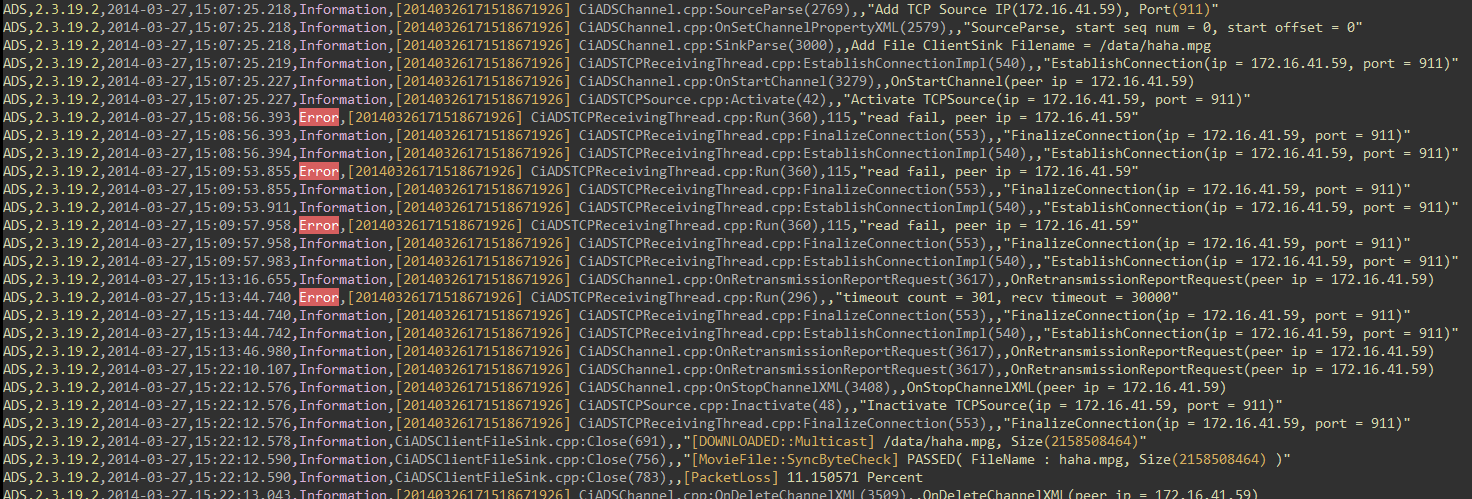 ADS,2.3.19.2,2014-03-27,15:07:25.218,Information,[20140326171518671926] CiADSChannel.cpp:SourceParse(2769),,"Add TCP Source IP(172.16.41.59), Port(911)"
ADS,2.3.19.2,2014-03-27,15:07:25.218,Information,[20140326171518671926] CiADSChannel.cpp:OnSetChannelPropertyXML(2579),,"SourceParse, start seq num = 0, start offset = 0"
ADS,2.3.19.2,2014-03-27,15:07:25.218,Information,[20140326171518671926] CiADSChannel.cpp:SinkParse(3000),,Add File ClientSink Filename = /data/haha.mpg
ADS,2.3.19.2,2014-03-27,15:07:25.219,Information,[20140326171518671926] CiADSTCPReceivingThread.cpp:EstablishConnectionImpl(540),,"EstablishConnection(ip = 172.16.41.59, port = 911)"
ADS,2.3.19.2,2014-03-27,15:07:25.227,Information,[20140326171518671926] CiADSChannel.cpp:OnStartChannel(3279),,OnStartChannel(peer ip = 172.16.41.59)
ADS,2.3.19.2,2014-03-27,15:07:25.227,Information,[20140326171518671926] CiADSTCPSource.cpp:Activate(42),,"Activate TCPSource(ip = 172.16.41.59, port = 911)"
ADS,2.3.19.2,2014-03-27,15:08:56.393,Error,[20140326171518671926] CiADSTCPReceivingThread.cpp:Run(360),115,"read fail, peer ip = 172.16.41.59"
ADS,2.3.19.2,2014-03-27,15:08:56.393,Information,[20140326171518671926] CiADSTCPReceivingThread.cpp:FinalizeConnection(553),,"FinalizeConnection(ip = 172.16.41.59, port = 911)"
ADS,2.3.19.2,2014-03-27,15:08:56.394,Information,[20140326171518671926] CiADSTCPReceivingThread.cpp:EstablishConnectionImpl(540),,"EstablishConnection(ip = 172.16.41.59, port = 911)"
ADS,2.3.19.2,2014-03-27,15:09:53.855,Error,[20140326171518671926] CiADSTCPReceivingThread.cpp:Run(360),115,"read fail, peer ip = 172.16.41.59"
ADS,2.3.19.2,2014-03-27,15:09:53.855,Information,[20140326171518671926] CiADSTCPReceivingThread.cpp:FinalizeConnection(553),,"FinalizeConnection(ip = 172.16.41.59, port = 911)"
ADS,2.3.19.2,2014-03-27,15:09:53.911,Information,[20140326171518671926] CiADSTCPReceivingThread.cpp:EstablishConnectionImpl(540),,"EstablishConnection(ip = 172.16.41.59, port = 911)"
ADS,2.3.19.2,2014-03-27,15:09:57.958,Error,[20140326171518671926] CiADSTCPReceivingThread.cpp:Run(360),115,"read fail, peer ip = 172.16.41.59"
ADS,2.3.19.2,2014-03-27,15:09:57.958,Information,[20140326171518671926] CiADSTCPReceivingThread.cpp:FinalizeConnection(553),,"FinalizeConnection(ip = 172.16.41.59, port = 911)"
ADS,2.3.19.2,2014-03-27,15:09:57.983,Information,[20140326171518671926] CiADSTCPReceivingThread.cpp:EstablishConnectionImpl(540),,"EstablishConnection(ip = 172.16.41.59, port = 911)"
ADS,2.3.19.2,2014-03-27,15:13:16.655,Information,[20140326171518671926] CiADSChannel.cpp:OnRetransmissionReportRequest(3617),,OnRetransmissionReportRequest(peer ip = 172.16.41.59)
ADS,2.3.19.2,2014-03-27,15:13:44.740,Error,[20140326171518671926] CiADSTCPReceivingThread.cpp:Run(296),,"timeout count = 301, recv timeout = 30000"
ADS,2.3.19.2,2014-03-27,15:13:44.740,Information,[20140326171518671926] CiADSTCPReceivingThread.cpp:FinalizeConnection(553),,"FinalizeConnection(ip = 172.16.41.59, port = 911)"
ADS,2.3.19.2,2014-03-27,15:13:44.742,Information,[20140326171518671926] CiADSTCPReceivingThread.cpp:EstablishConnectionImpl(540),,"EstablishConnection(ip = 172.16.41.59, port = 911)"
ADS,2.3.19.2,2014-03-27,15:13:46.980,Information,[20140326171518671926] CiADSChannel.cpp:OnRetransmissionReportRequest(3617),,OnRetransmissionReportRequest(peer ip = 172.16.41.59)
ADS,2.3.19.2,2014-03-27,15:22:10.107,Information,[20140326171518671926] CiADSChannel.cpp:OnRetransmissionReportRequest(3617),,OnRetransmissionReportRequest(peer ip = 172.16.41.59)
ADS,2.3.19.2,2014-03-27,15:22:12.576,Information,[20140326171518671926] CiADSChannel.cpp:OnStopChannelXML(3408),,OnStopChannelXML(peer ip = 172.16.41.59)
ADS,2.3.19.2,2014-03-27,15:22:12.576,Information,[20140326171518671926] CiADSTCPSource.cpp:Inactivate(48),,"Inactivate TCPSource(ip = 172.16.41.59, port = 911)"
ADS,2.3.19.2,2014-03-27,15:22:12.576,Information,[20140326171518671926] CiADSTCPReceivingThread.cpp:FinalizeConnection(553),,"FinalizeConnection(ip = 172.16.41.59, port = 911)"
ADS,2.3.19.2,2014-03-27,15:22:12.578,Information,CiADSClientFileSink.cpp:Close(691),,"[DOWNLOADED::Multicast] /data/haha.mpg, Size(2158508464)"
ADS,2.3.19.2,2014-03-27,15:22:12.590,Information,CiADSClientFileSink.cpp:Close(756),,"[MovieFile::SyncByteCheck] PASSED( FileName : haha.mpg, Size(2158508464) )"
ADS,2.3.19.2,2014-03-27,15:22:12.590,Information,CiADSClientFileSink.cpp:Close(783),,[PacketLoss] 11.150571 Percent
ADS,2.3.19.2,2014-03-27,15:22:13.043,Information,[20140326171518671926] CiADSChannel.cpp:OnDeleteChannelXML(3509),,OnDeleteChannelXML(peer ip = 172.16.41.59)